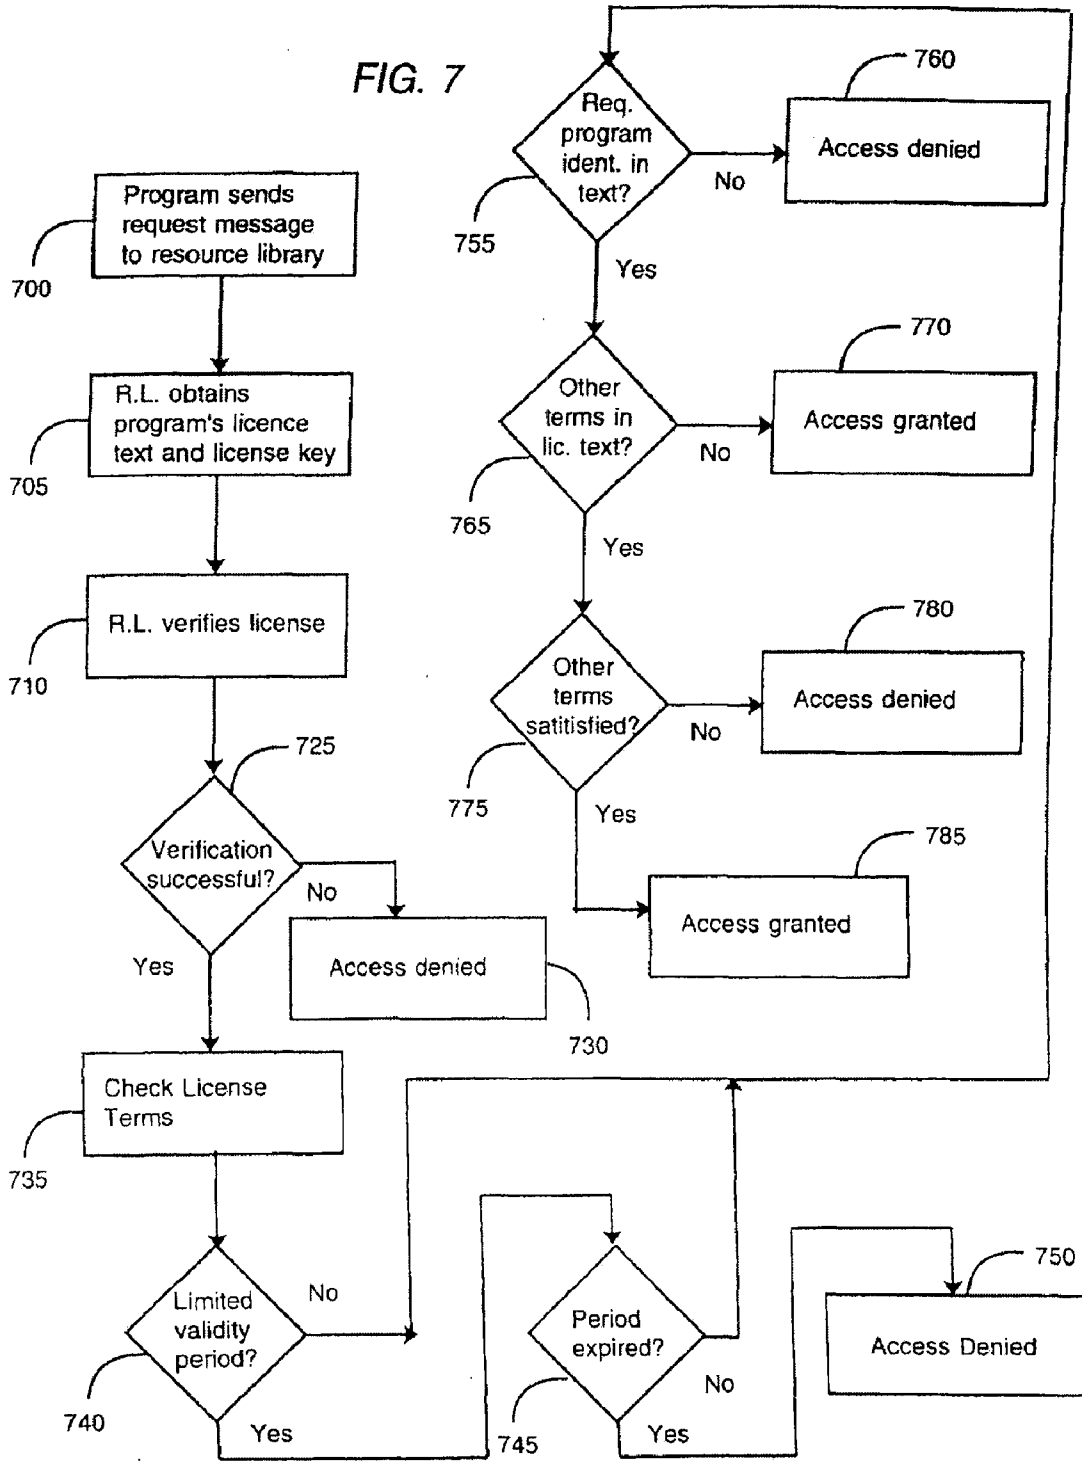 FIG. 7
Program sends
request message
to resource library
700
R.L. obtains
program's licence
text and license key
705
R.L. verifies license
710
725
Verification
successful?
No
Yes
Access denied
730
Check License
Terms
735
Limited
validity
period?
No
740
Yes
Period
expired?
No
745
Yes
750
Access Denied
Req.
program
ident. in
text?
755
No
760
Access denied
Yes
Other
terms in
lic. text?
765
No
770
Access granted
Yes
Other
terms
satitisfied?
775
No
780
Access denied
Yes
785
Access granted